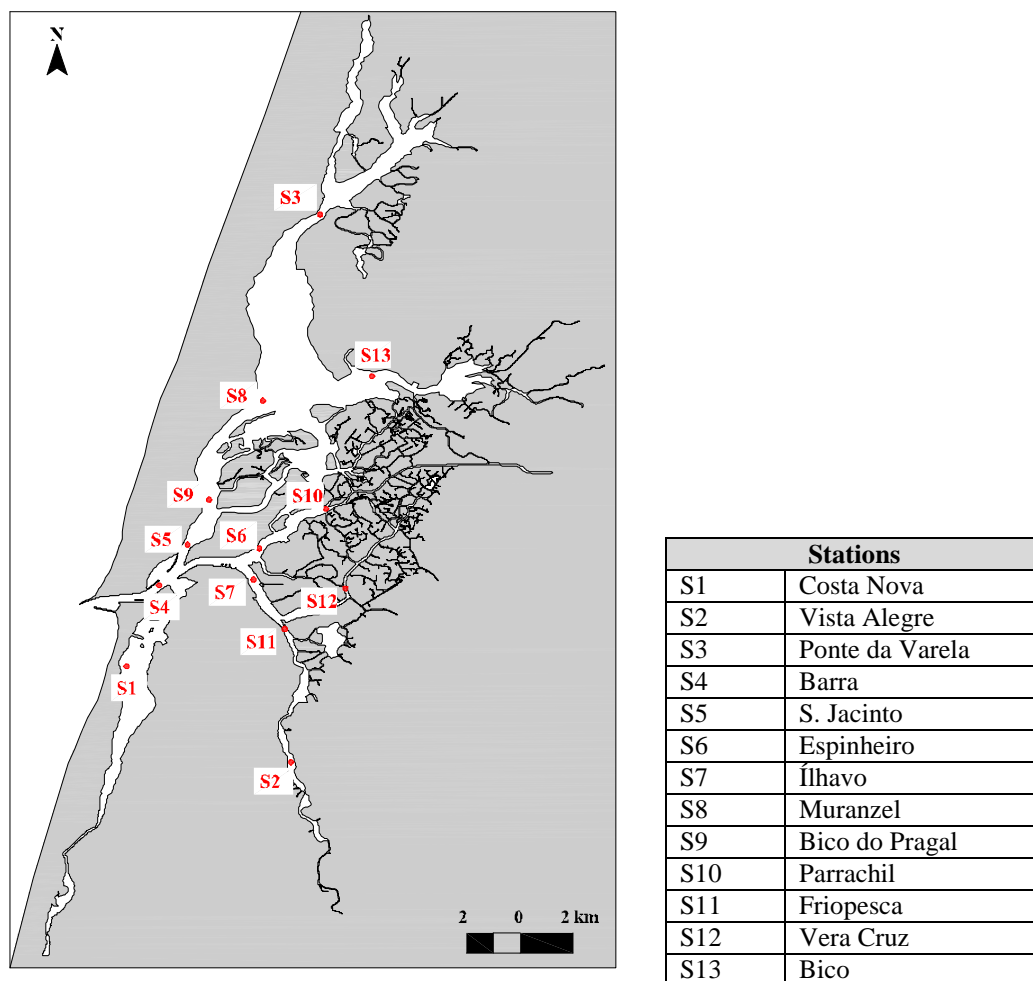 N
S3
S13
S8
S9
S10
S5
S6
S4
S7
S12
S11
S1
S2
2 0 2 km
Stations
S1 Costa Nova
S2 Vista Alegre
S3 Ponte da Varela
S4 Barra
S5 S. Jacinto
S6 Espinheiro
S7 Ílhavo
S8 Muranzel
S9 Bico do Pragal
S10 Parrachil
S11 Friopesca
S12 Vera Cruz
S13 Bico